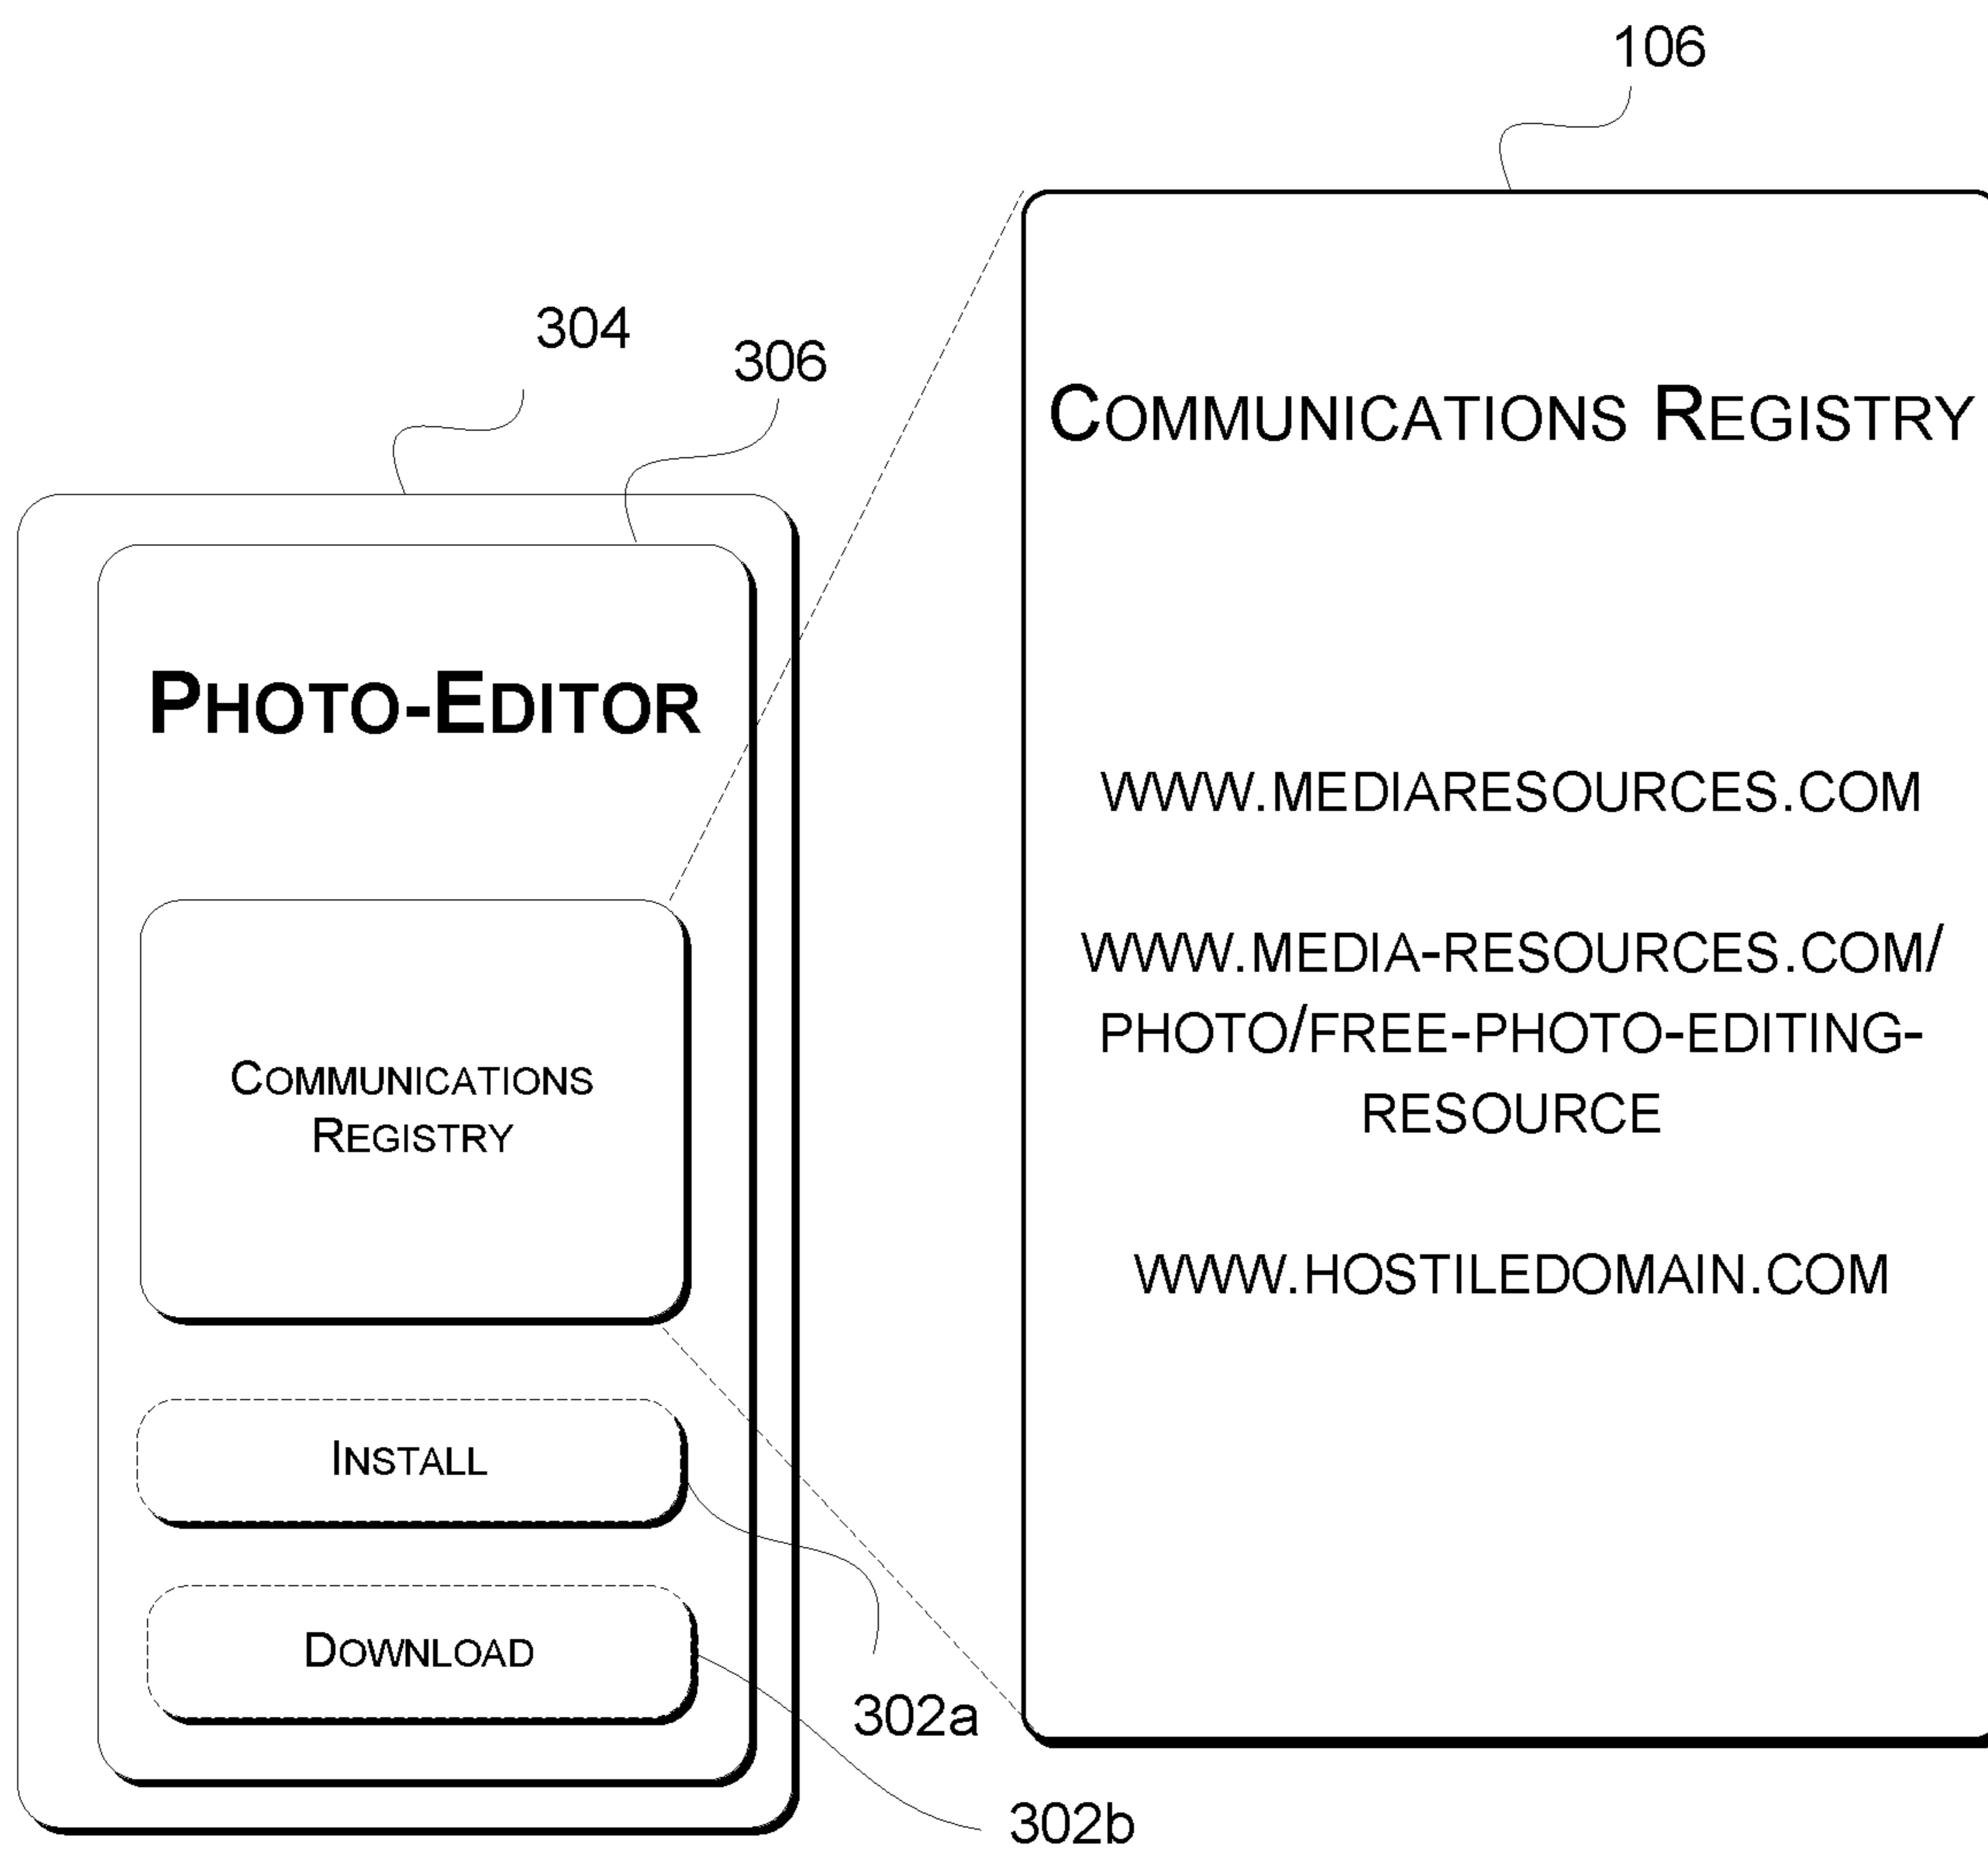 106
304
306
COMMUNICATIONS REGISTRY
PHOTO-EDITOR
WWW.MEDIARESOURCES.COM
WWW.MEDIA-RESOURCES.COM/
PHOTO/FREE-PHOTO-EDITING-
RESOURCE
COMMUNICATIONS
REGISTRY
WWW.HOSTILEDOMAIN.COM
INSTALL
DOWNLOAD
302a
302b